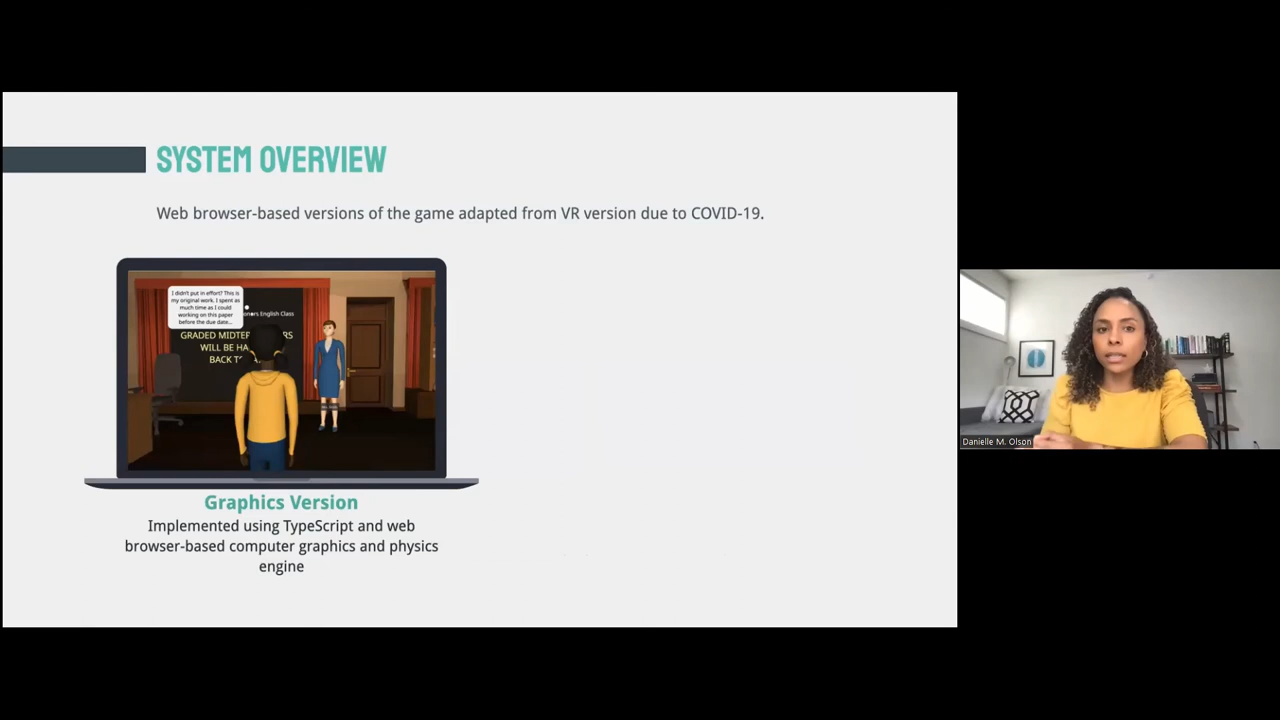 SYSTEM OVERVIEW
Web browser-based versions of the game adapted from VR version due to COVID-19.
I didn't put in effort? This is
my original work. I spent as
much time as I could
working on this paper
before the due date...
English Class
GRADED
WILL BE
BACK
Graphics Version
Implemented using TypeScript and web
browser-based computer graphics and physics
engine
Danielle M. Olson